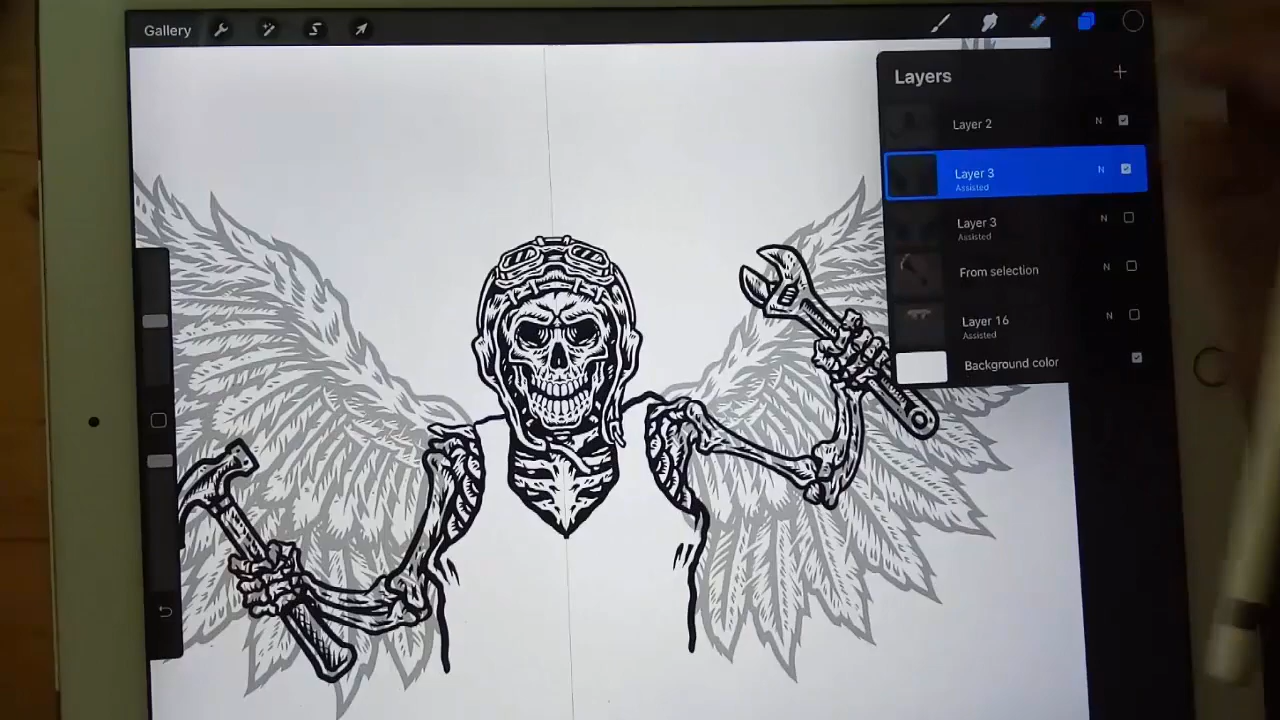 Gallery
Layers
Layer 2
N
Layer 3
N
Assisted
Layer 3
N
Assisted
From selection
N
Layer 16
N
Assisted
Background color